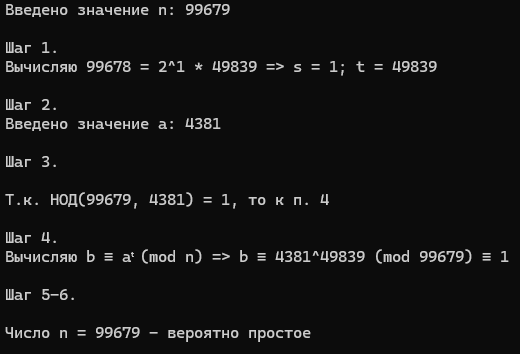 Введено значение n: 99679
Шаг 1.
Вычисляю 99678 = 2^1 * 49839 => s = 1; t = 49839
Шаг 2.
Введено значение a: 4381
Шаг 3.
Т.к. НОД(99679, 4381) = 1, то к п. 4
Шаг 4.
Вычисляю b ≡ aᵗ (mod n) => b ≡ 4381^49839 (mod 99679) ≡ 1
Шаг 5-6.
Число n = 99679 - вероятно простое